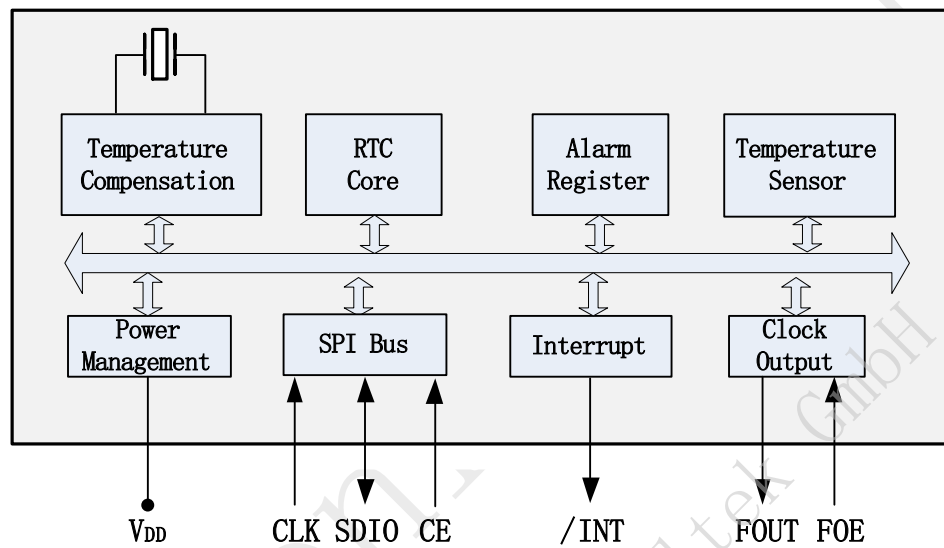 Temperature
Compensation
RTC
Core
Alarm
Register
Temperature
Sensor
Power
Management
SPI Bus
Interrupt
Clock
Output
VDD
CLK SDIO CE
/INT
FOUT FOE
GmbH